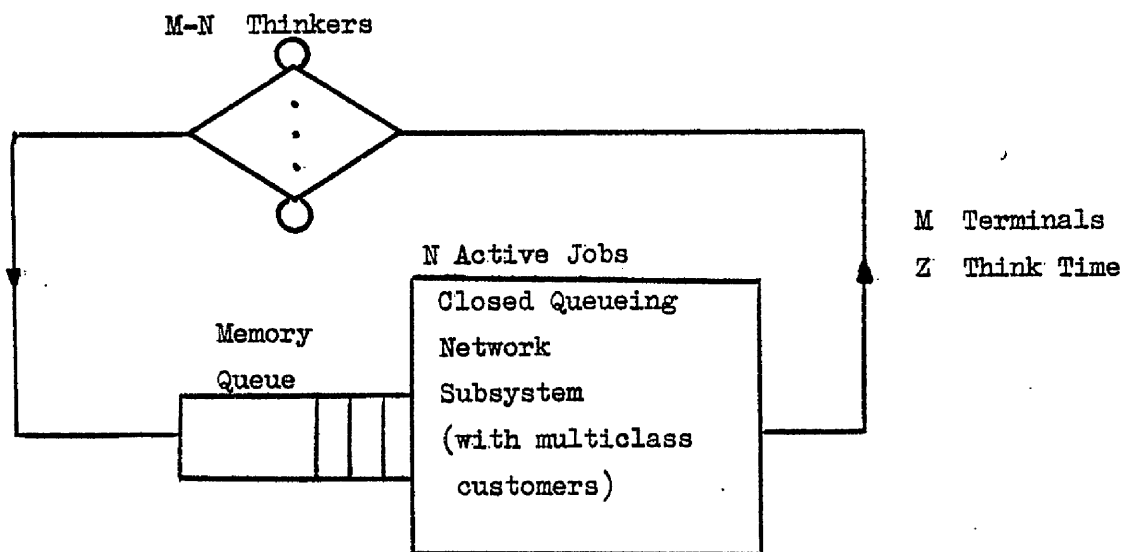 M-N Thinkers
M Terminals
Z Think Time
N Active Jobs
Closed Queueing
Network
Subsystem
(with multiclass
customers)
Memory
Queue